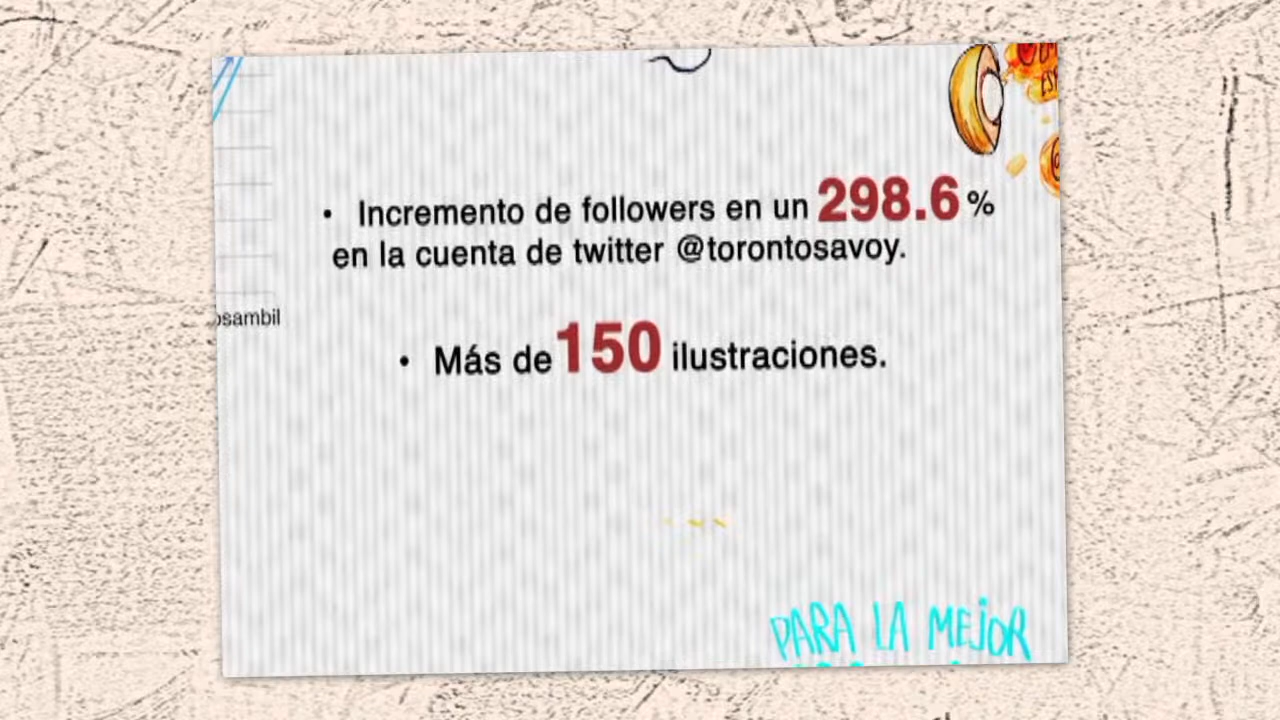 • Incremento de followers en un 298.6 %
en la cuenta de twitter @torontosavoy.
• Más de 150 ilustraciones.
PARA LA MEJOR